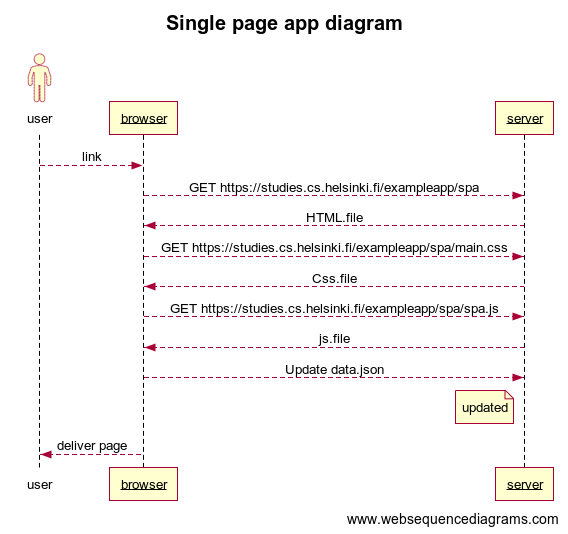 Single page app diagram
user
browser
server
link
GET https://studies.cs.helsinki.fi/exampleapp/spa
HTML.file
GET https://studies.cs.helsinki.fi/exampleapp/spa/main.css
Css.file
GET https://studies.cs.helsinki.fi/exampleapp/spa/spa.js
js.file
Update data.json
updated
deliver page
user
browser
server
www.websequencediagrams.com